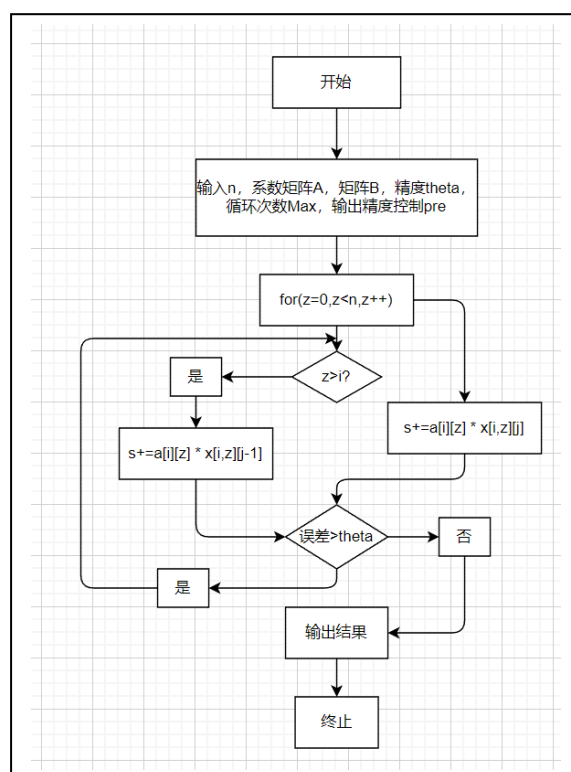 开始
输入n，系数矩阵A，矩阵B，精度theta，
循环次数Max，输出精度控制pre
for(z=0,z<n,z++)
z>i?
是
s+=a[i][z] * x[i,z][j-1]
s+=a[i][z] * x[i,z][j]
误差>theta
否
是
输出结果
终止